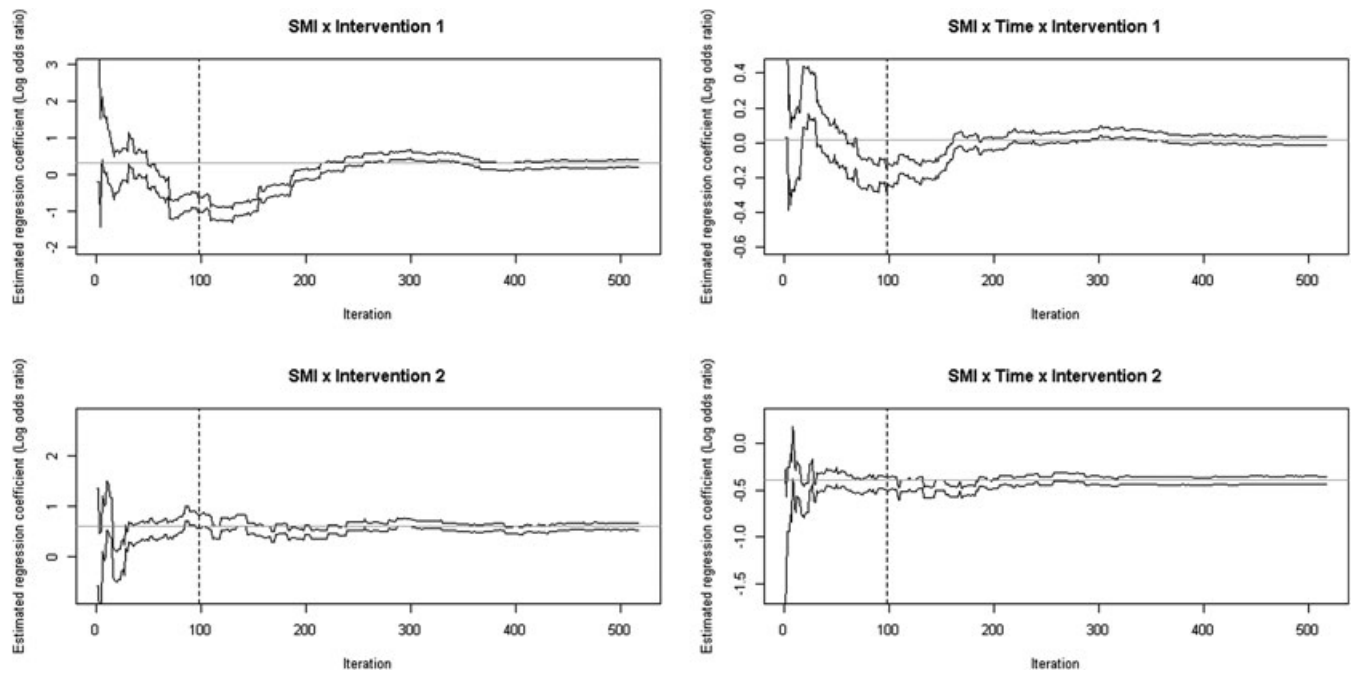 SMI x Intervention 1
Estimated regression coefficient (Log odds ratio)
3
2
1
0
-1
-2
0 100 200 300 400 500
Iteration
SMI x Time x Intervention 1
Estimated regression coefficient (Log odds ratio)
0.4
0.2
0.0
-0.2
-0.4
-0.6
0 100 200 300 400 500
Iteration
SMI x Intervention 2
Estimated regression coefficient (Log odds ratio)
2
1
0
0 100 200 300 400 500
Iteration
SMI x Time x Intervention 2
Estimated regression coefficient (Log odds ratio)
0.0
-0.5
-1.0
-1.5
0 100 200 300 400 500
Iteration